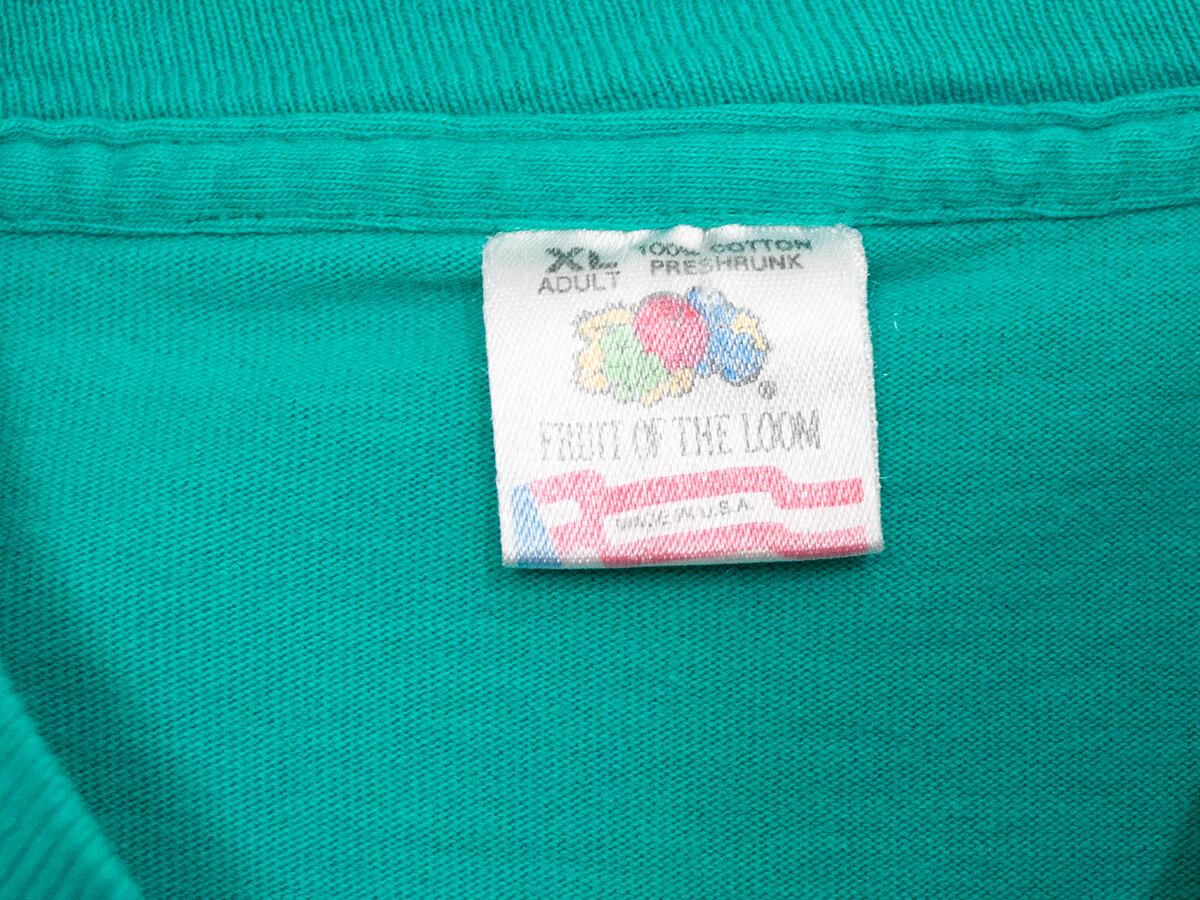 XL 100% COTTON
ADULT PRESHRUNK
®
FRUIT OF THE LOOM
MADE IN U.S.A.